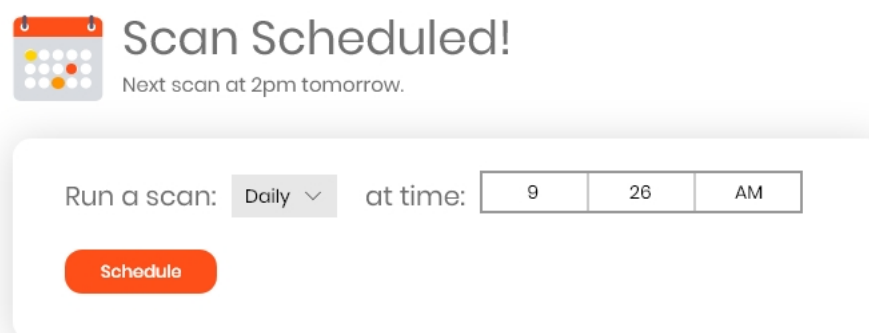 Scan Scheduled!
Next scan at 2pm tomorrow.
Run a scan: Daily at time: 9 26 AM
Schedule